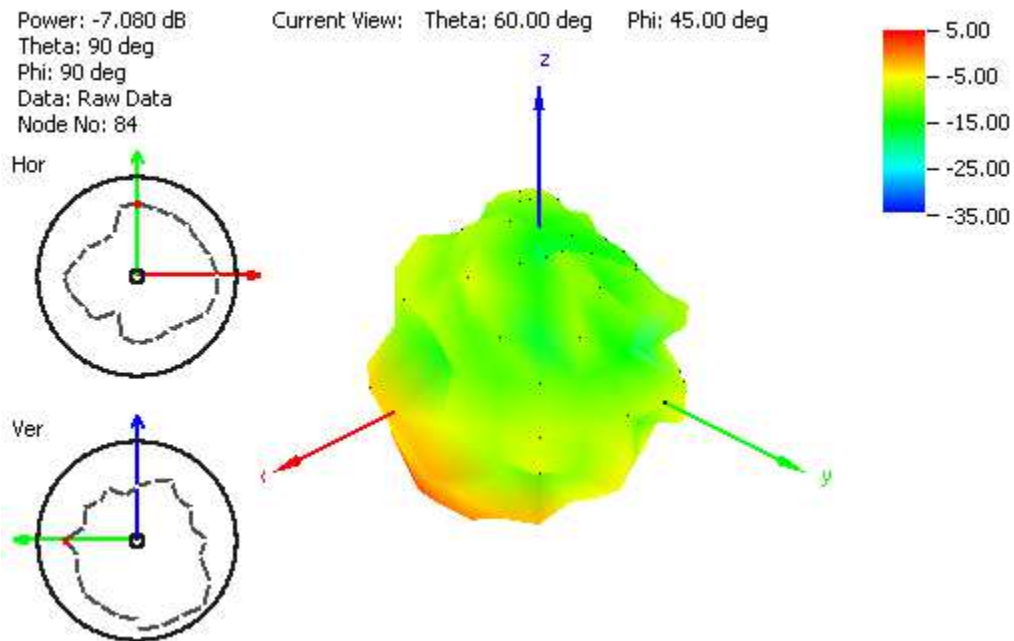 Power: -7.080 dB
Theta: 90 deg
Phi: 90 deg
Data: Raw Data
Node No: 84
Current View: Theta: 60.00 deg Phi: 45.00 deg
5.00
-5.00
-15.00
-25.00
-35.00
Hor
Ver
z
x
y